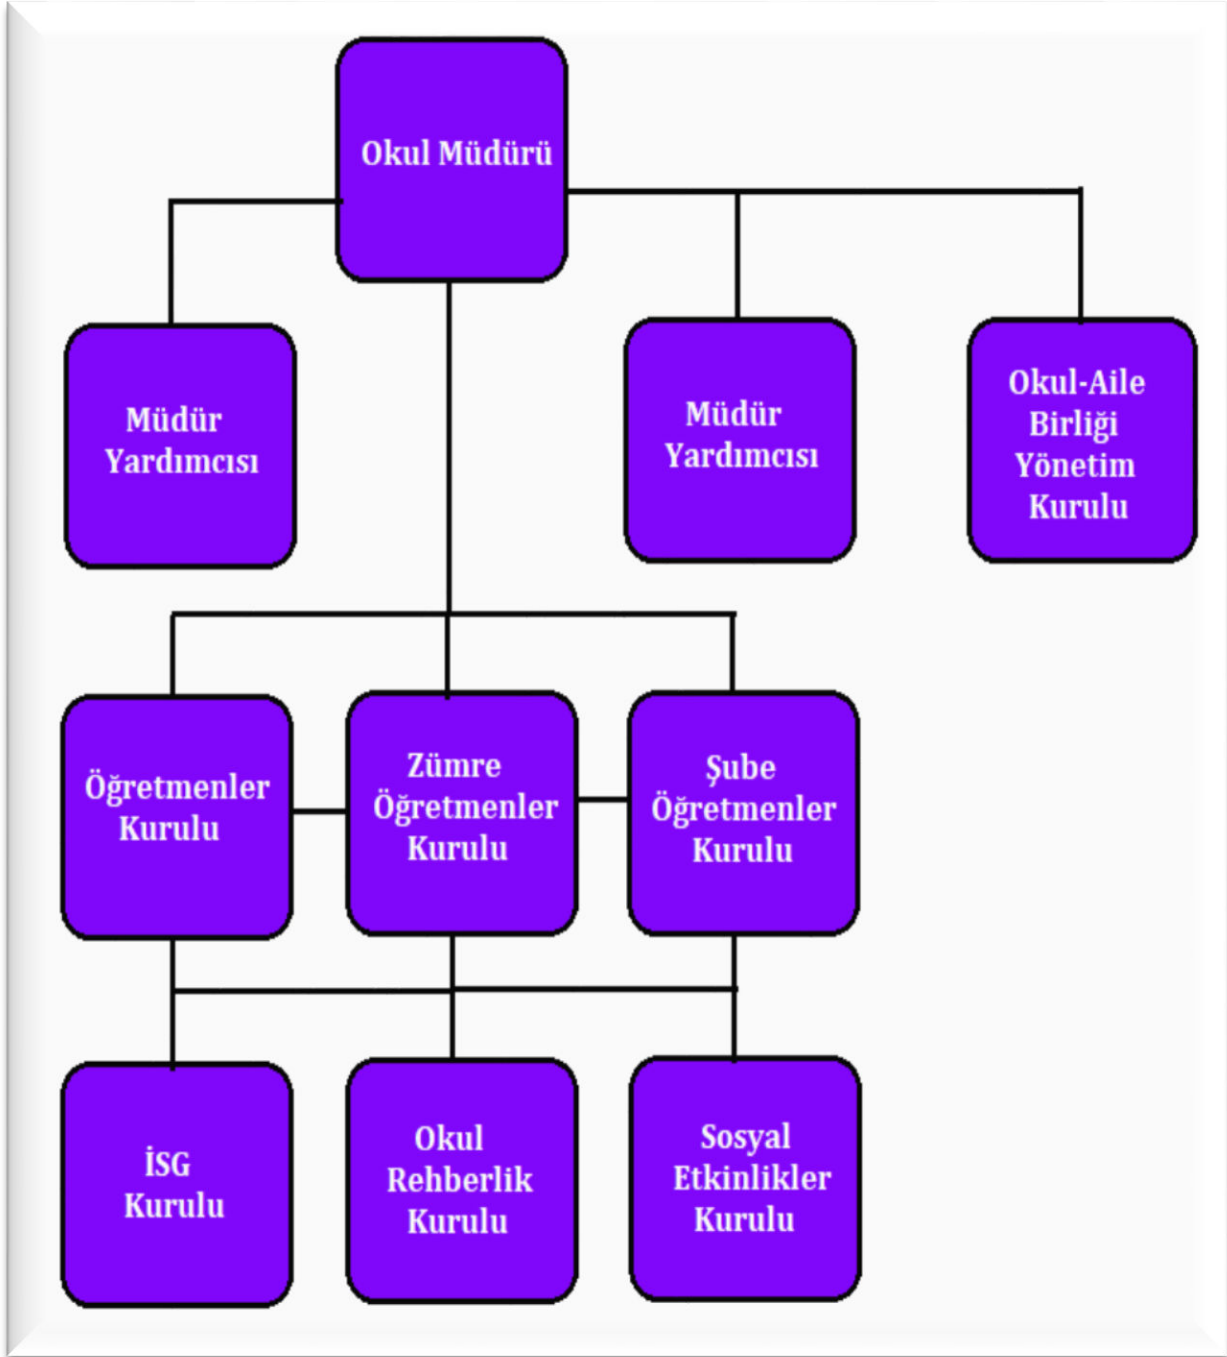 Okul Müdürü
Müdür
Yardımcısı
Müdür
Yardımcısı
Okul-Aile
Birliği
Yönetim
Kurulu
Öğretmenler
Kurulu
Zümre
Öğretmenler
Kurulu
Şube
Öğretmenler
Kurulu
İSG
Kurulu
Okul
Rehberlik
Kurulu
Sosyal
Etkinlikler
Kurulu